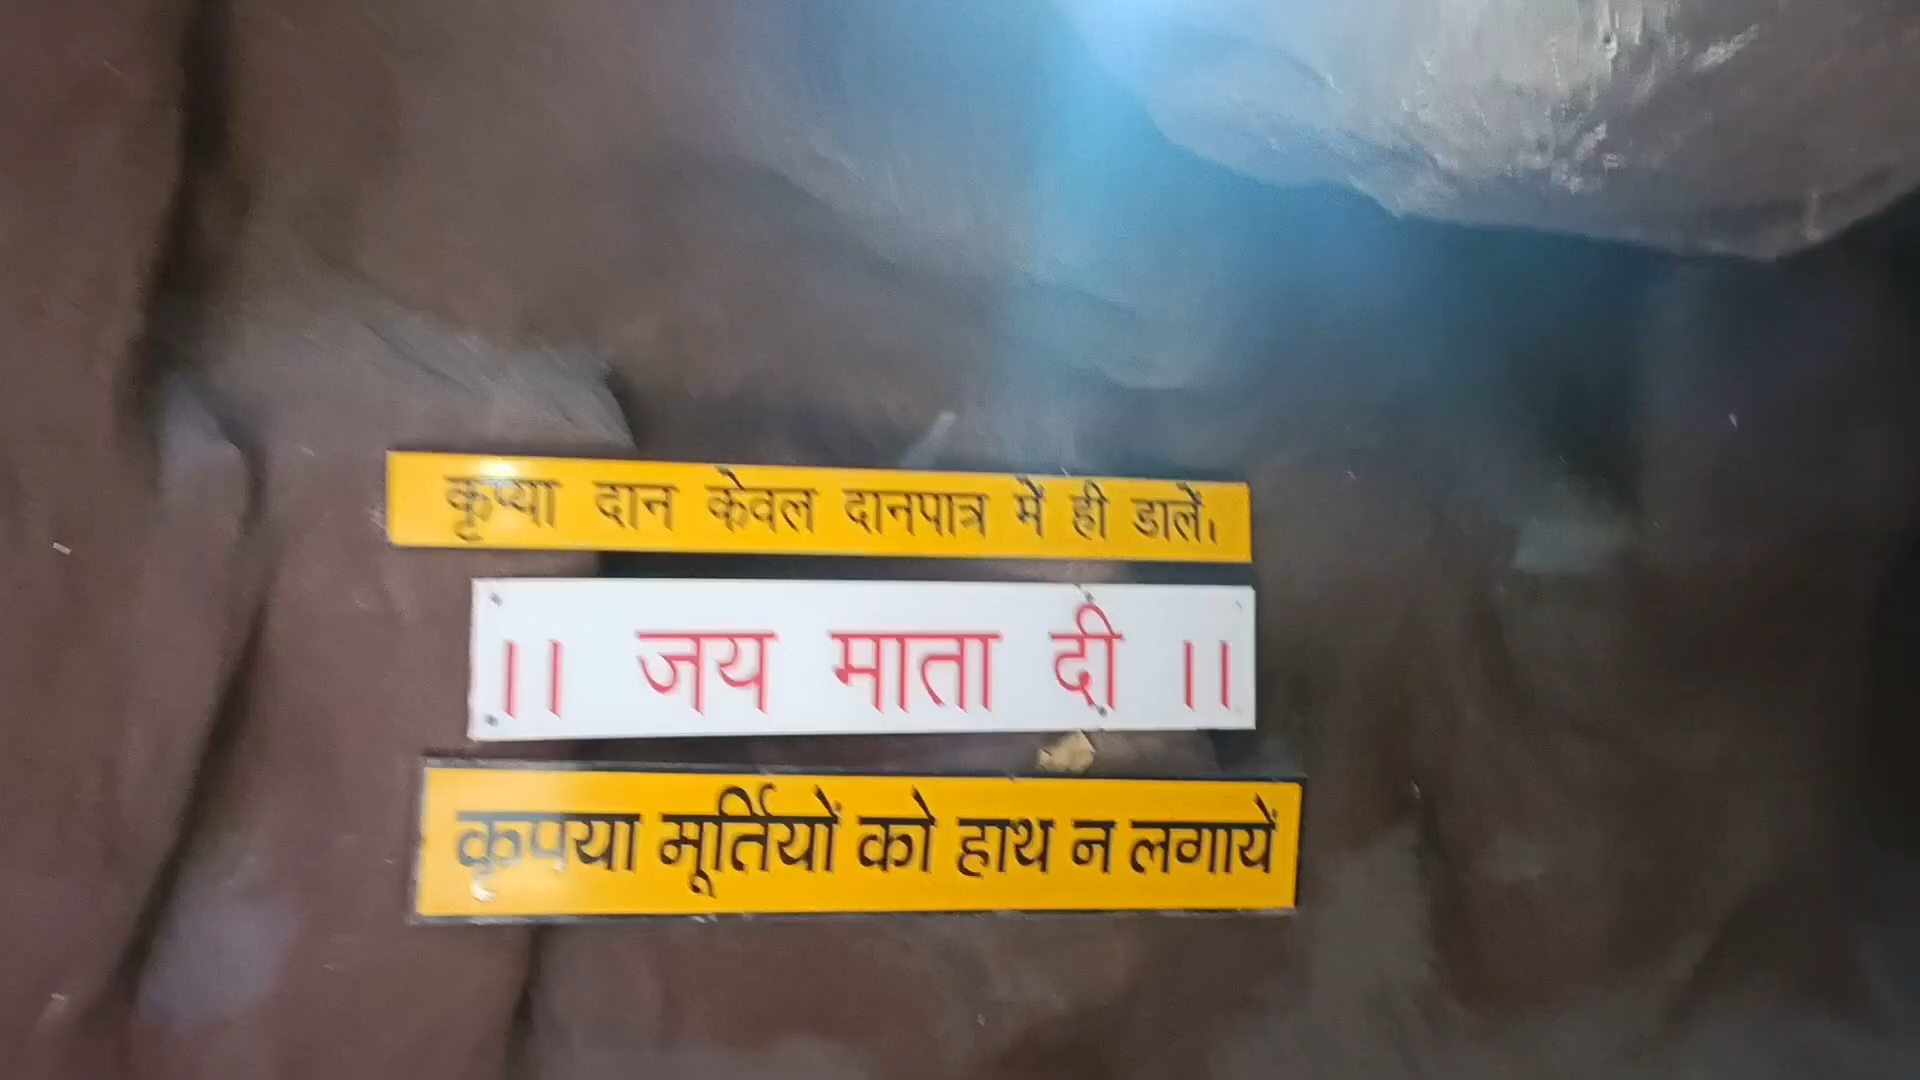 कृप्या दान केवल दानपात्र में ही डालें।
।। जय माता दी ।।
कृपया मूर्तियों को हाथ न लगायें